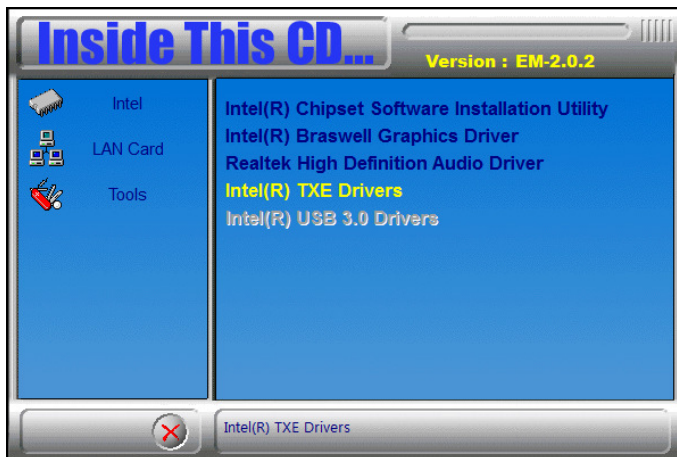 Inside This CD...
Version : EM-2.0.2
Intel
LAN Card
Tools
Intel(R) Chipset Software Installation Utility
Intel(R) Braswell Graphics Driver
Realtek High Definition Audio Driver
Intel(R) TXE Drivers
Intel(R) USB 3.0 Drivers
Intel(R) TXE Drivers